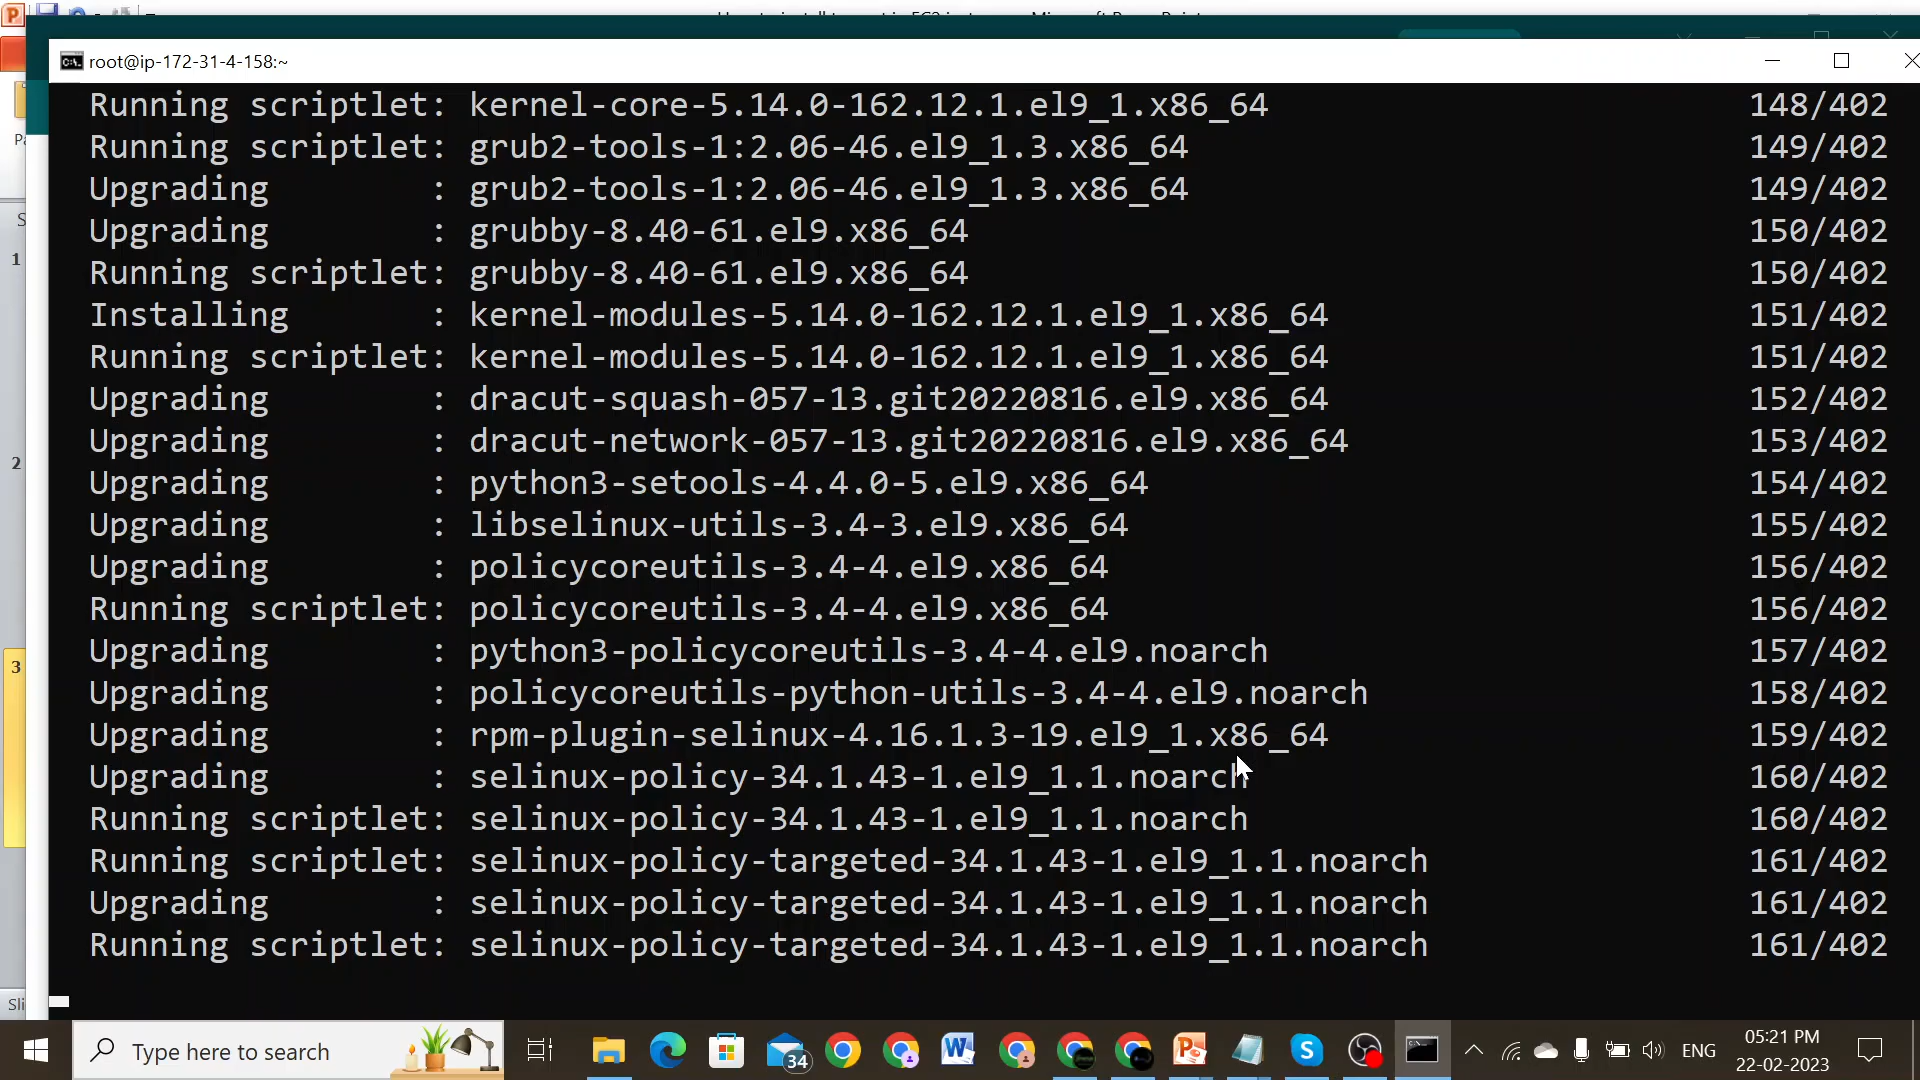 root@ip-172-31-4-158:~
Running scriptlet: kernel-core-5.14.0-162.12.1.el9_1.x86_64 148/402
Running scriptlet: grub2-tools-1:2.06-46.el9_1.3.x86_64 149/402
Upgrading : grub2-tools-1:2.06-46.el9_1.3.x86_64 149/402
Upgrading : grubby-8.40-61.el9.x86_64 150/402
Running scriptlet: grubby-8.40-61.el9.x86_64 150/402
Installing : kernel-modules-5.14.0-162.12.1.el9_1.x86_64 151/402
Running scriptlet: kernel-modules-5.14.0-162.12.1.el9_1.x86_64 151/402
Upgrading : dracut-squash-057-13.git20220816.el9.x86_64 152/402
Upgrading : dracut-network-057-13.git20220816.el9.x86_64 153/402
Upgrading : python3-setools-4.4.0-5.el9.x86_64 154/402
Upgrading : libselinux-utils-3.4-3.el9.x86_64 155/402
Upgrading : policycoreutils-3.4-4.el9.x86_64 156/402
Running scriptlet: policycoreutils-3.4-4.el9.x86_64 156/402
Upgrading : python3-policycoreutils-3.4-4.el9.noarch 157/402
Upgrading : policycoreutils-python-utils-3.4-4.el9.noarch 158/402
Upgrading : rpm-plugin-selinux-4.16.1.3-19.el9_1.x86_64 159/402
Upgrading : selinux-policy-34.1.43-1.el9_1.1.noarch 160/402
Running scriptlet: selinux-policy-34.1.43-1.el9_1.1.noarch 160/402
Running scriptlet: selinux-policy-targeted-34.1.43-1.el9_1.1.noarch 161/402
Upgrading : selinux-policy-targeted-34.1.43-1.el9_1.1.noarch 161/402
Running scriptlet: selinux-policy-targeted-34.1.43-1.el9_1.1.noarch 161/402
1
2
3
Type here to search
34
ENG
05:21 PM
22-02-2023